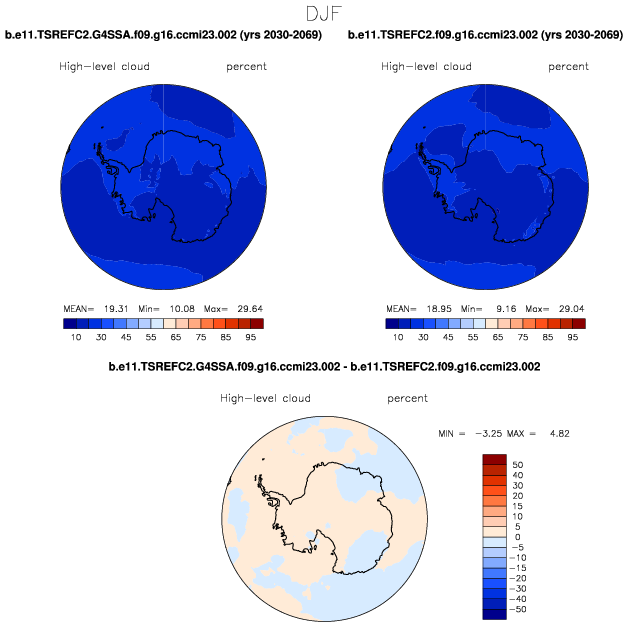 DJF
b.e11.TSREFC2.G4SSA.f09.g16.ccmi23.002 (yrs 2030-2069) b.e11.TSREFC2.f09.g16.ccmi23.002 (yrs 2030-2069)
High-level cloud percent High-level cloud percent
MEAN= 19.31 Min= 10.08 Max= 29.64 MEAN= 18.95 Min= 9.16 Max= 29.04
10 30 45 55 65 75 85 95 10 30 45 55 65 75 85 95
b.e11.TSREFC2.G4SSA.f09.g16.ccmi23.002 - b.e11.TSREFC2.f09.g16.ccmi23.002
High-level cloud percent
MIN = -3.25 MAX = 4.82
50
40
30
20
15
10
5
0
-5
-10
-15
-20
-30
-40
-50